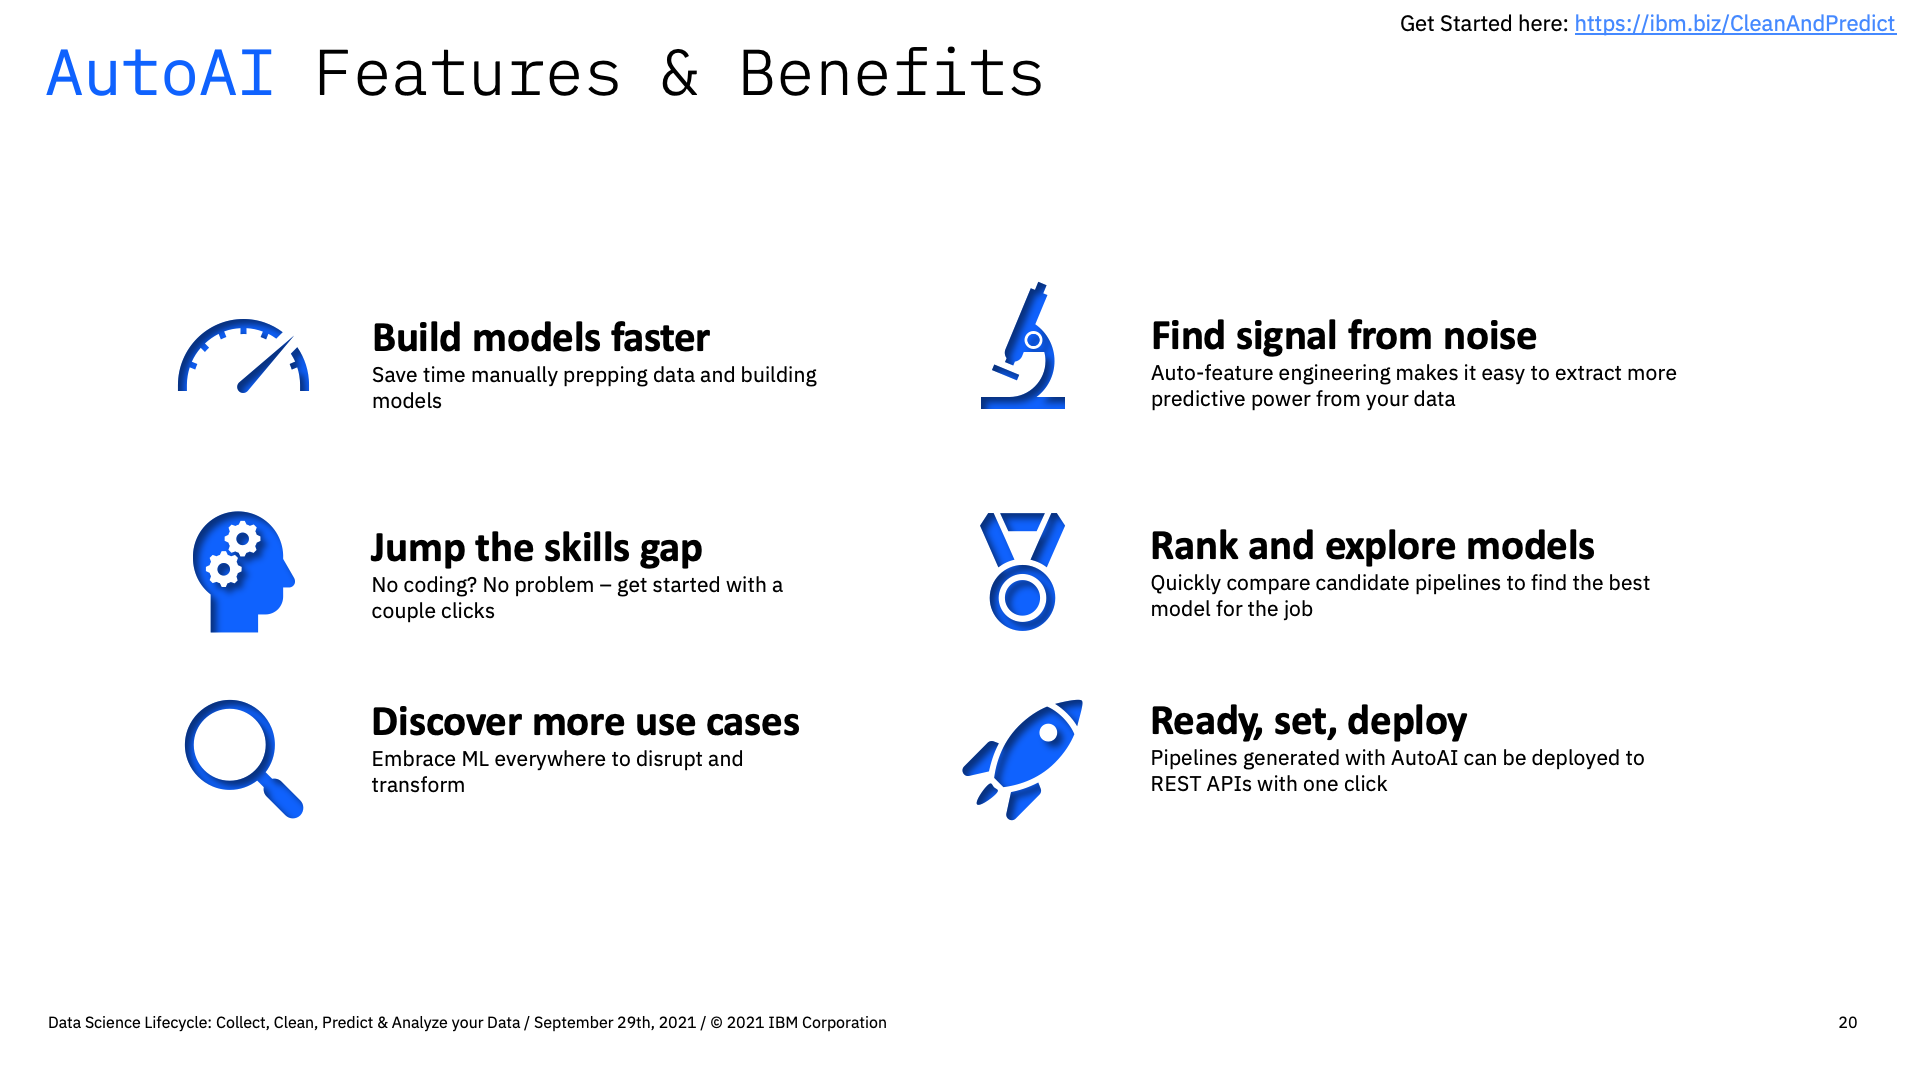 Get Started here: https://ibm.biz/CleanAndPredict
AutoAI Features & Benefits
Build models faster
Save time manually prepping data and building
models
Find signal from noise
Auto-feature engineering makes it easy to extract more
predictive power from your data
Jump the skills gap
No coding? No problem – get started with a
couple clicks
Rank and explore models
Quickly compare candidate pipelines to find the best
model for the job
Discover more use cases
Embrace ML everywhere to disrupt and
transform
Ready, set, deploy
Pipelines generated with AutoAI can be deployed to
REST APIs with one click
Data Science Lifecycle: Collect, Clean, Predict & Analyze your Data / September 29th, 2021 / © 2021 IBM Corporation
20